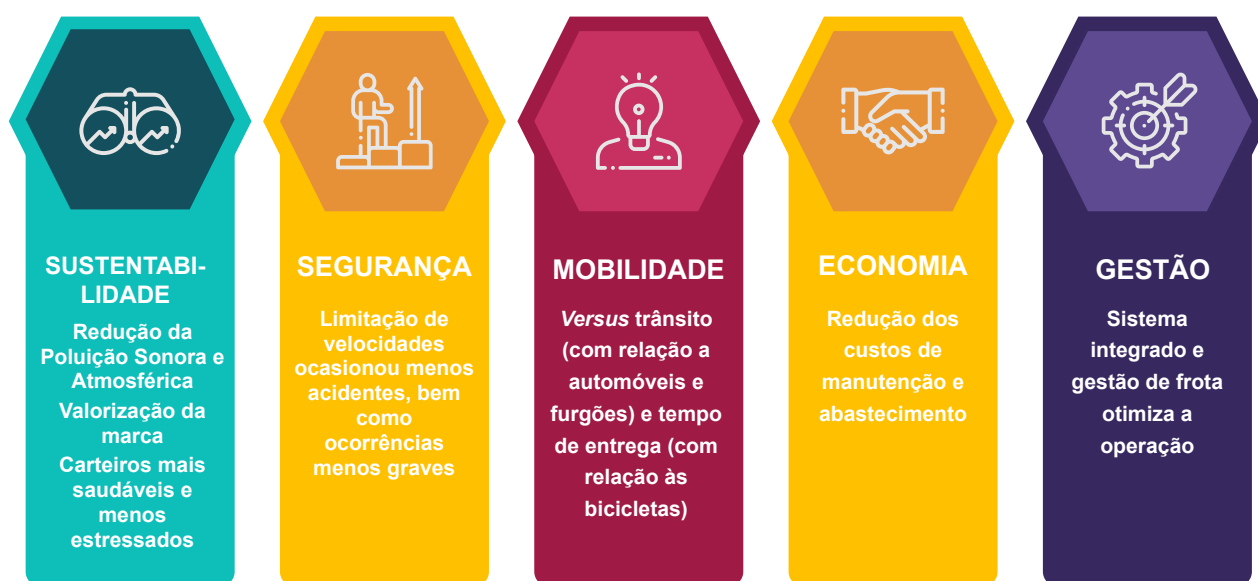 SUSTENTABI-
LIDADE
Redução da
Poluição Sonora e
Atmosférica
Valorização da
marca
Carteiros mais
saudáveis e
menos
estressados
SEGURANÇA
Limitação de
velocidades
ocasionou menos
acidentes, bem
como
ocorrências
menos graves
MOBILIDADE
Versus trânsito
(com relação a
automóveis e
furgões) e tempo
de entrega (com
relação às
bicicletas)
ECONOMIA
Redução dos
custos de
manutenção e
abastecimento
GESTÃO
Sistema
integrado e
gestão de frota
otimiza a
operação